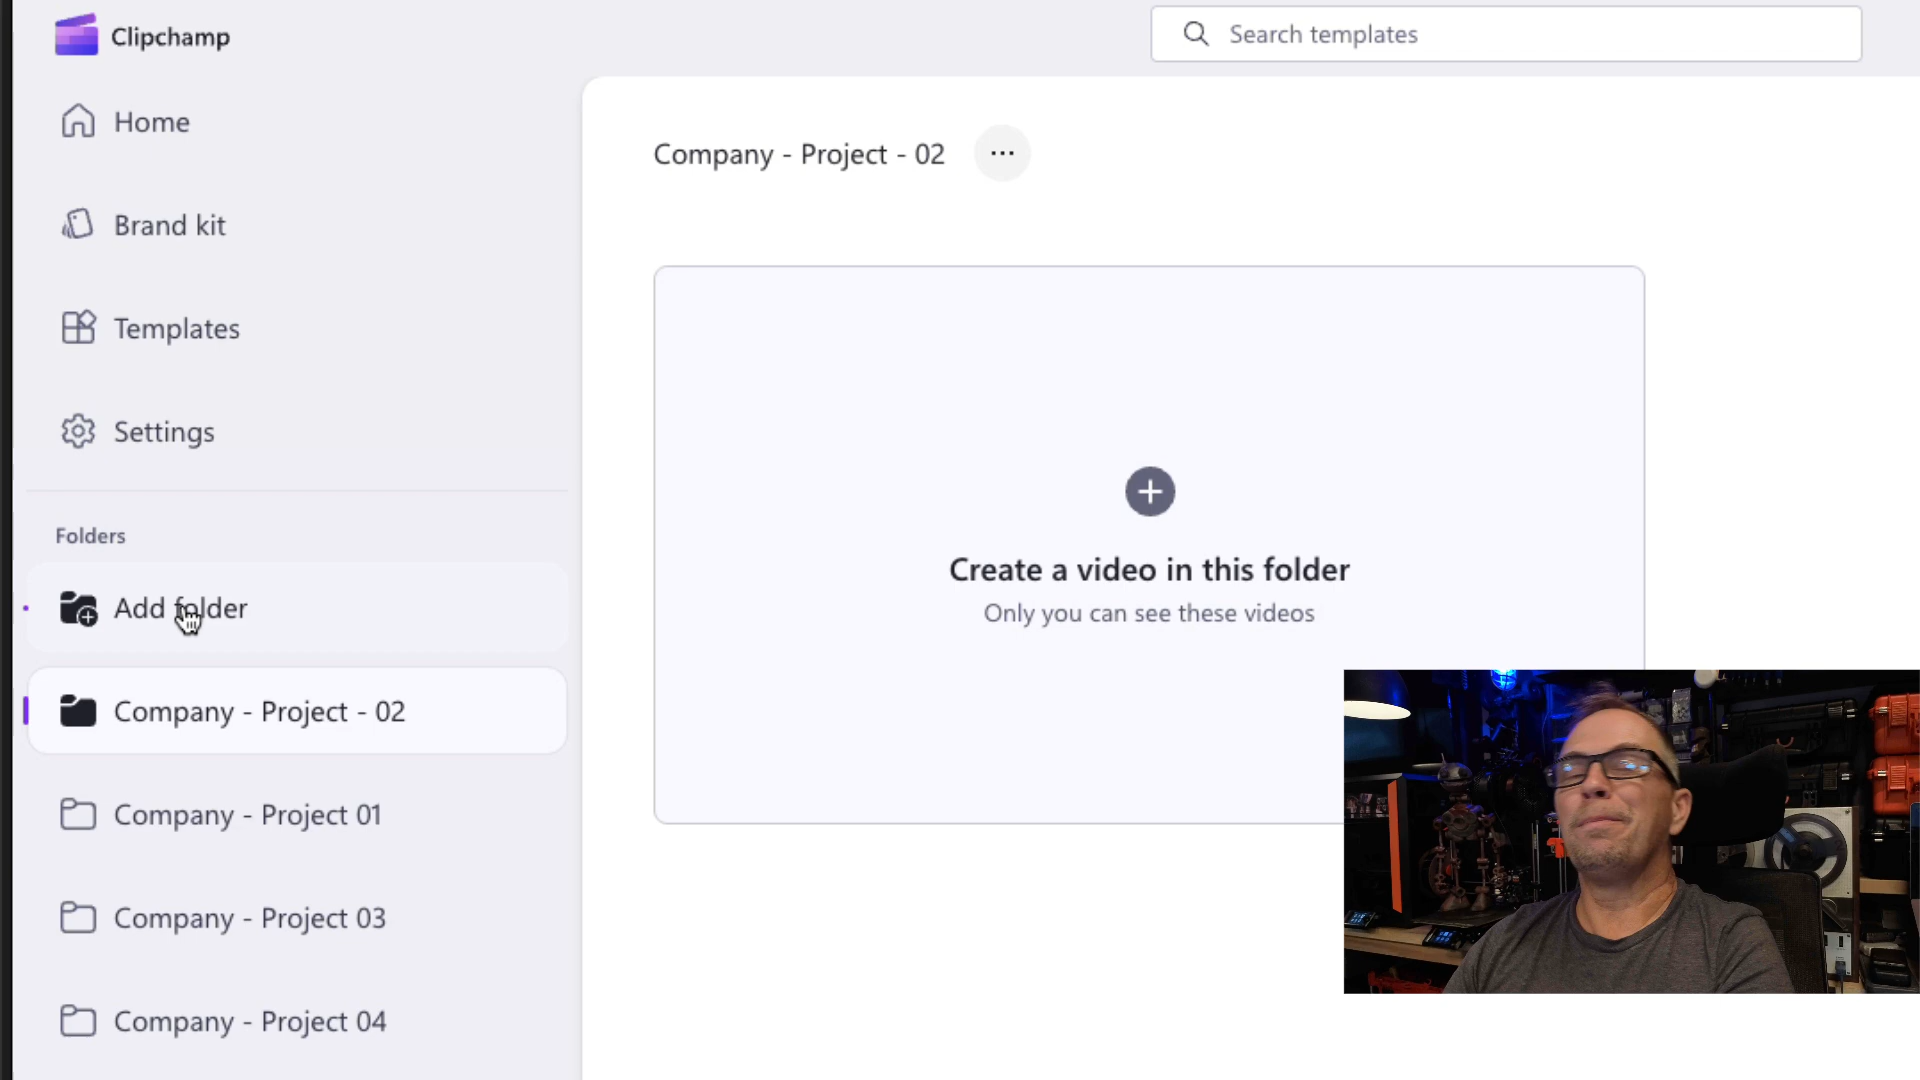 Clipchamp
Search templates
Home
Brand kit
Templates
Settings
Folders
Add folder
Company - Project - 02
Company - Project 01
Company - Project 03
Company - Project 04
Company - Project - 02
...
Create a video in this folder
Only you can see these videos